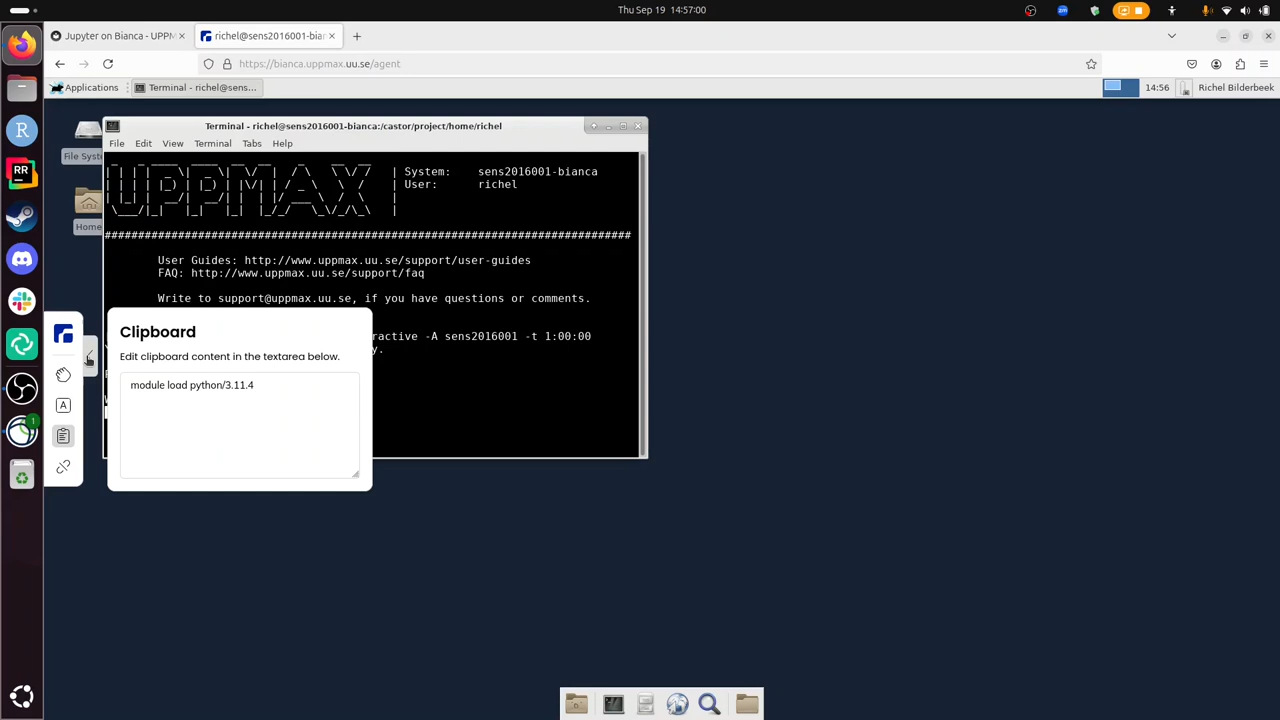 Thu Sep 19 14:57:00
Jupyter on Bianca - UPPM
richel@sens2016001-bian
https://bianca.uppmax.uu.se/agent
Applications
Terminal - richel@sens...
14:56
Richel Bilderbeek
File Syst
Home
Terminal - richel@sens2016001-bianca:/castor/project/home/richel
File Edit View Terminal Tabs Help
UPPMAX
| System: sens2016001-bianca
| User: richel
|
|
###############################################################################
User Guides: http://www.uppmax.uu.se/support/user-guides
FAQ: http://www.uppmax.uu.se/support/faq
Write to support@uppmax.uu.se, if you have questions or comments.
ractive -A sens2016001 -t 1:00:00
y.
Clipboard
Edit clipboard content in the textarea below.
module load python/3.11.4
A
R
RR
1